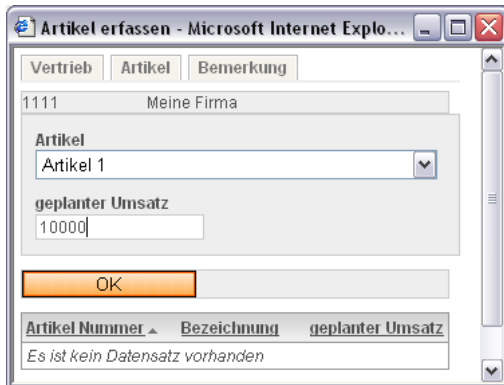 Artikel erfassen - Microsoft Internet Explo...
Vertrieb Artikel Bemerkung
1111 Meine Firma
Artikel
Artikel 1
geplanter Umsatz
10000
OK
Artikel Nummer Bezeichnung geplanter Umsatz
Es ist kein Datensatz vorhanden